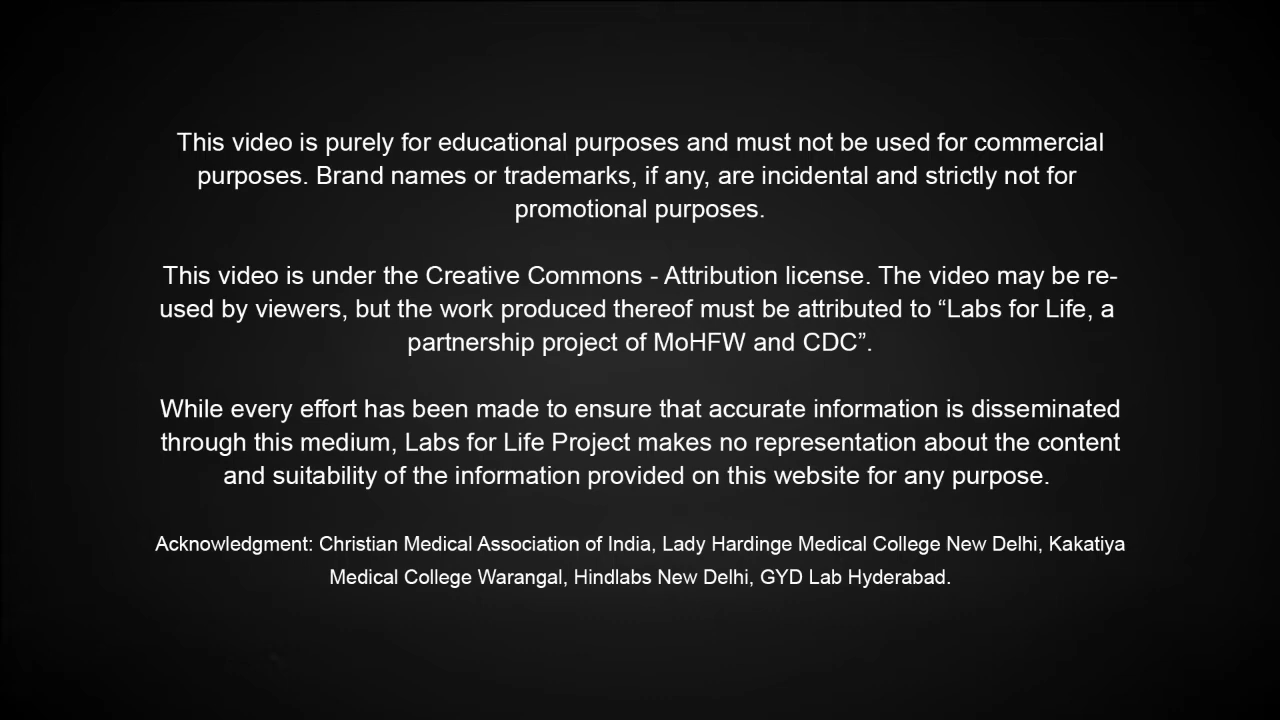 This video is purely for educational purposes and must not be used for commercial
purposes. Brand names or trademarks, if any, are incidental and strictly not for
promotional purposes.
This video is under the Creative Commons - Attribution license. The video may be re-
used by viewers, but the work produced thereof must be attributed to “Labs for Life, a
partnership project of MoHFW and CDC”.
While every effort has been made to ensure that accurate information is disseminated
through this medium, Labs for Life Project makes no representation about the content
and suitability of the information provided on this website for any purpose.
Acknowledgment: Christian Medical Association of India, Lady Hardinge Medical College New Delhi, Kakatiya
Medical College Warangal, Hindlabs New Delhi, GYD Lab Hyderabad.